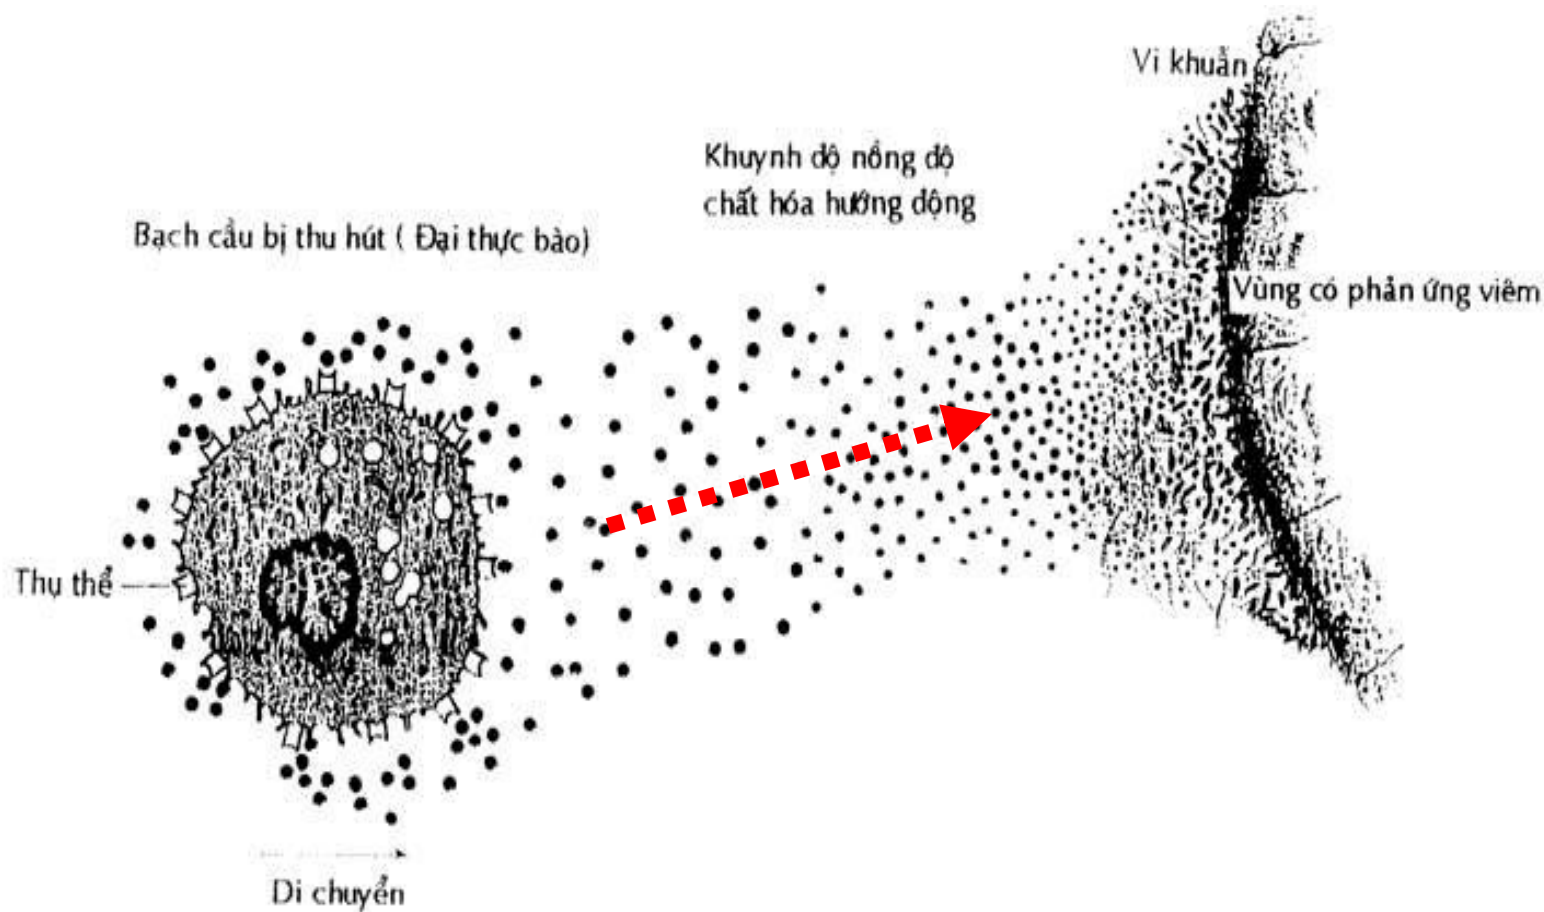 Vi khuẩn
Khuynh độ nồng độ
chất hóa hướng động
Bạch cầu bị thu hút ( Đại thực bào)
Vùng có phản ứng viêm
Thụ thể
Di chuyển